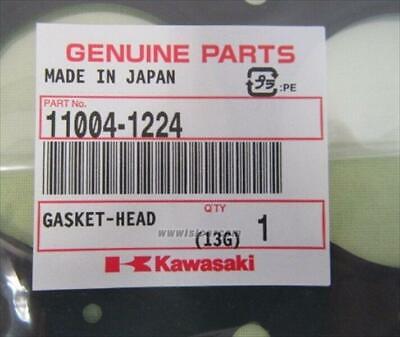 GENUINE PARTS
MADE IN JAPAN
プラ :PE
PART No.
11004-1224
GASKET-HEAD
Q'TY
(13G) 1
Kawasaki